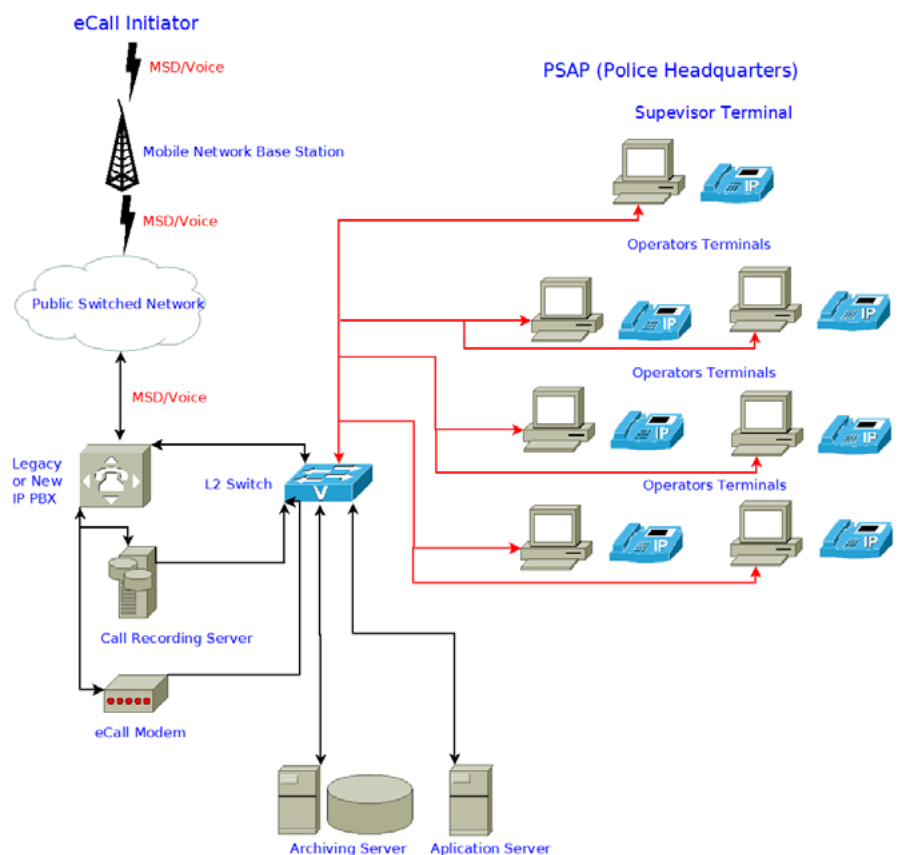 eCall Initiator
MSD/Voice
PSAP (Police Headquarters)
Supevisor Terminal
Mobile Network Base Station
IP
MSD/Voice
Operators Terminals
Public Switched Network
IP
IP
MSD/Voice
Operators Terminals
IP
IP
Legacy
or New
IP PBX
L2 Switch
V
Operators Terminals
IP
IP
Call Recording Server
eCall Modem
Archiving Server
Aplication Server